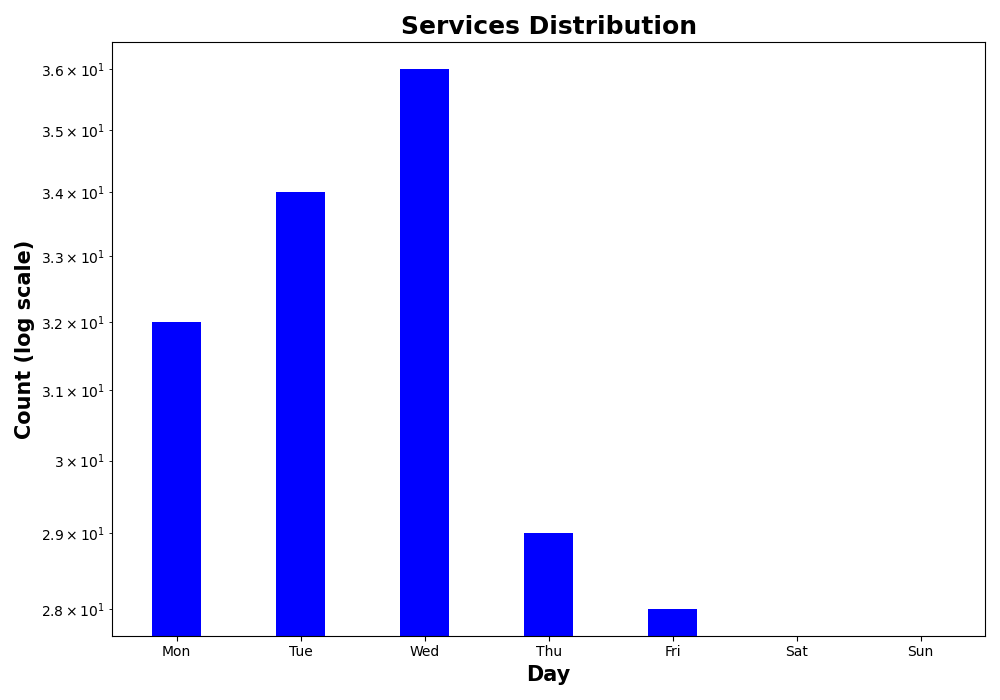 Services Distribution
Count (log scale)
3.6 × 10¹
3.5 × 10¹
3.4 × 10¹
3.3 × 10¹
3.2 × 10¹
3.1 × 10¹
3 × 10¹
2.9 × 10¹
2.8 × 10¹
Mon Tue Wed Thu Fri Sat Sun
Day